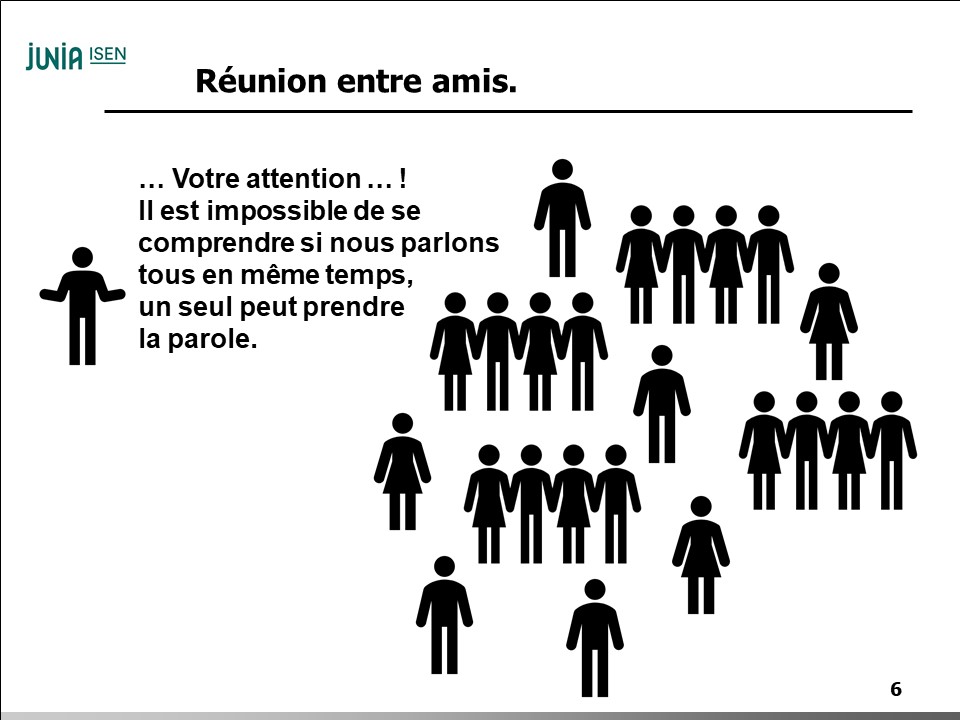 JUNIA ISEN
Réunion entre amis.
… Votre attention … !
Il est impossible de se
comprendre si nous parlons
tous en même temps,
un seul peut prendre
la parole.
6